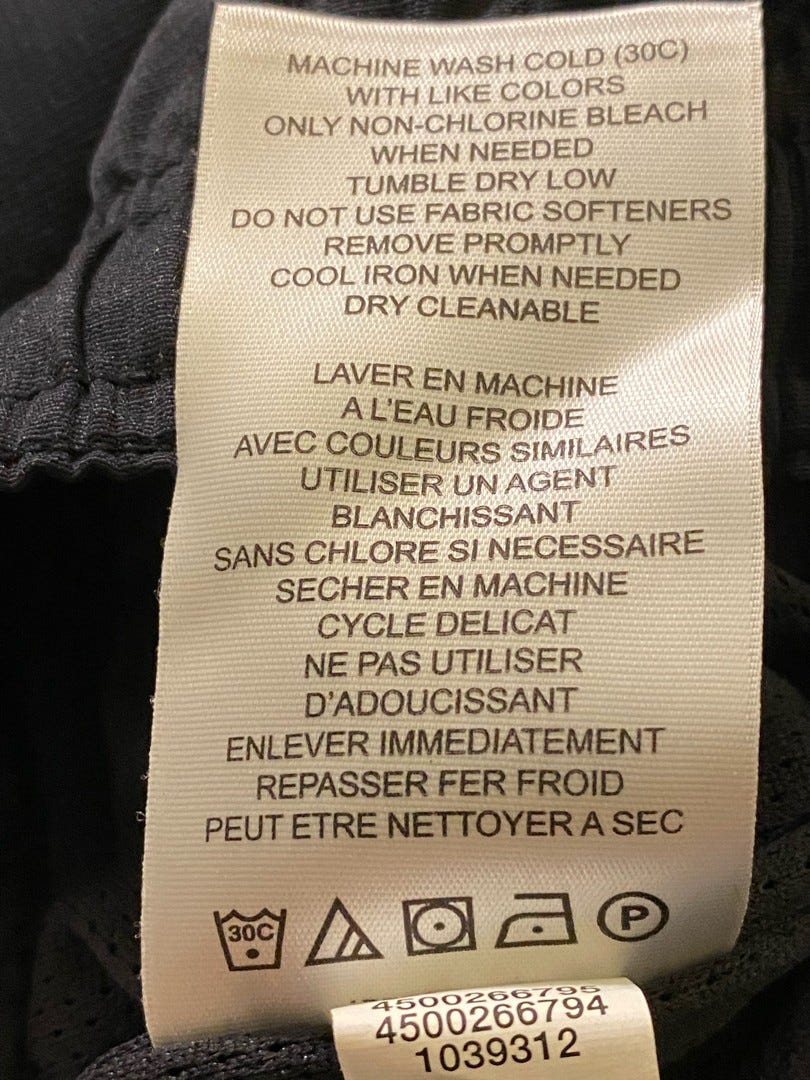 MACHINE WASH COLD (30C)
WITH LIKE COLORS
ONLY NON-CHLORINE BLEACH
WHEN NEEDED
TUMBLE DRY LOW
DO NOT USE FABRIC SOFTENERS
REMOVE PROMPTLY
COOL IRON WHEN NEEDED
DRY CLEANABLE
LAVER EN MACHINE
A L'EAU FROIDE
AVEC COULEURS SIMILAIRES
UTILISER UN AGENT
BLANCHISSANT
SANS CHLORE SI NECESSAIRE
SECHER EN MACHINE
CYCLE DELICAT
NE PAS UTILISER
D'ADOUCISSANT
ENLEVER IMMEDIATEMENT
REPASSER FER FROID
PEUT ETRE NETTOYER A SEC
30C P
4500266795
4500266794
1039312